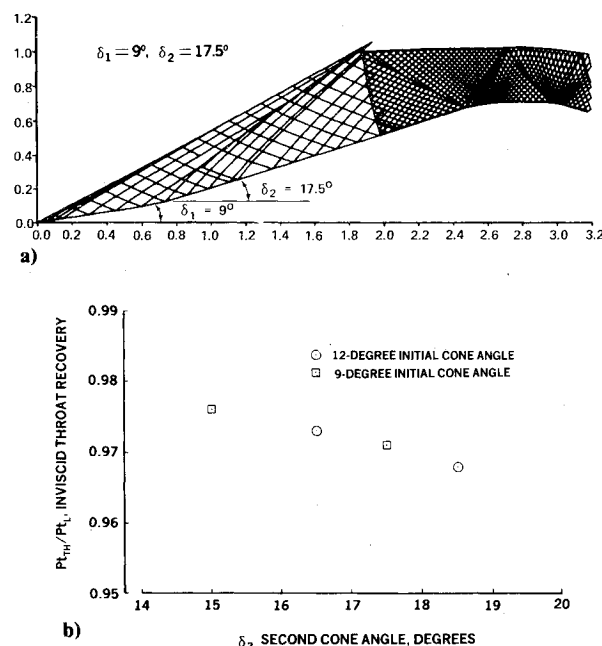 1.2
1.0
0.8
0.6
0.4
0.2
0.0
δ₁ = 9°, δ₂ = 17.5°
δ₂ = 17.5°
δ₁ = 9°
0.0 0.2 0.4 0.6 0.8 1.0 1.2 1.4 1.6 1.8 2.0 2.2 2.4 2.6 2.8 3.0 3.2
a)
0.99
0.98
0.97
0.96
0.95
Pt_TH/Pt_L, INVISCID THROAT RECOVERY
12-DEGREE INITIAL CONE ANGLE
9-DEGREE INITIAL CONE ANGLE
14 15 16 17 18 19 20
b)
δ₂ SECOND CONE ANGLE, DEGREES